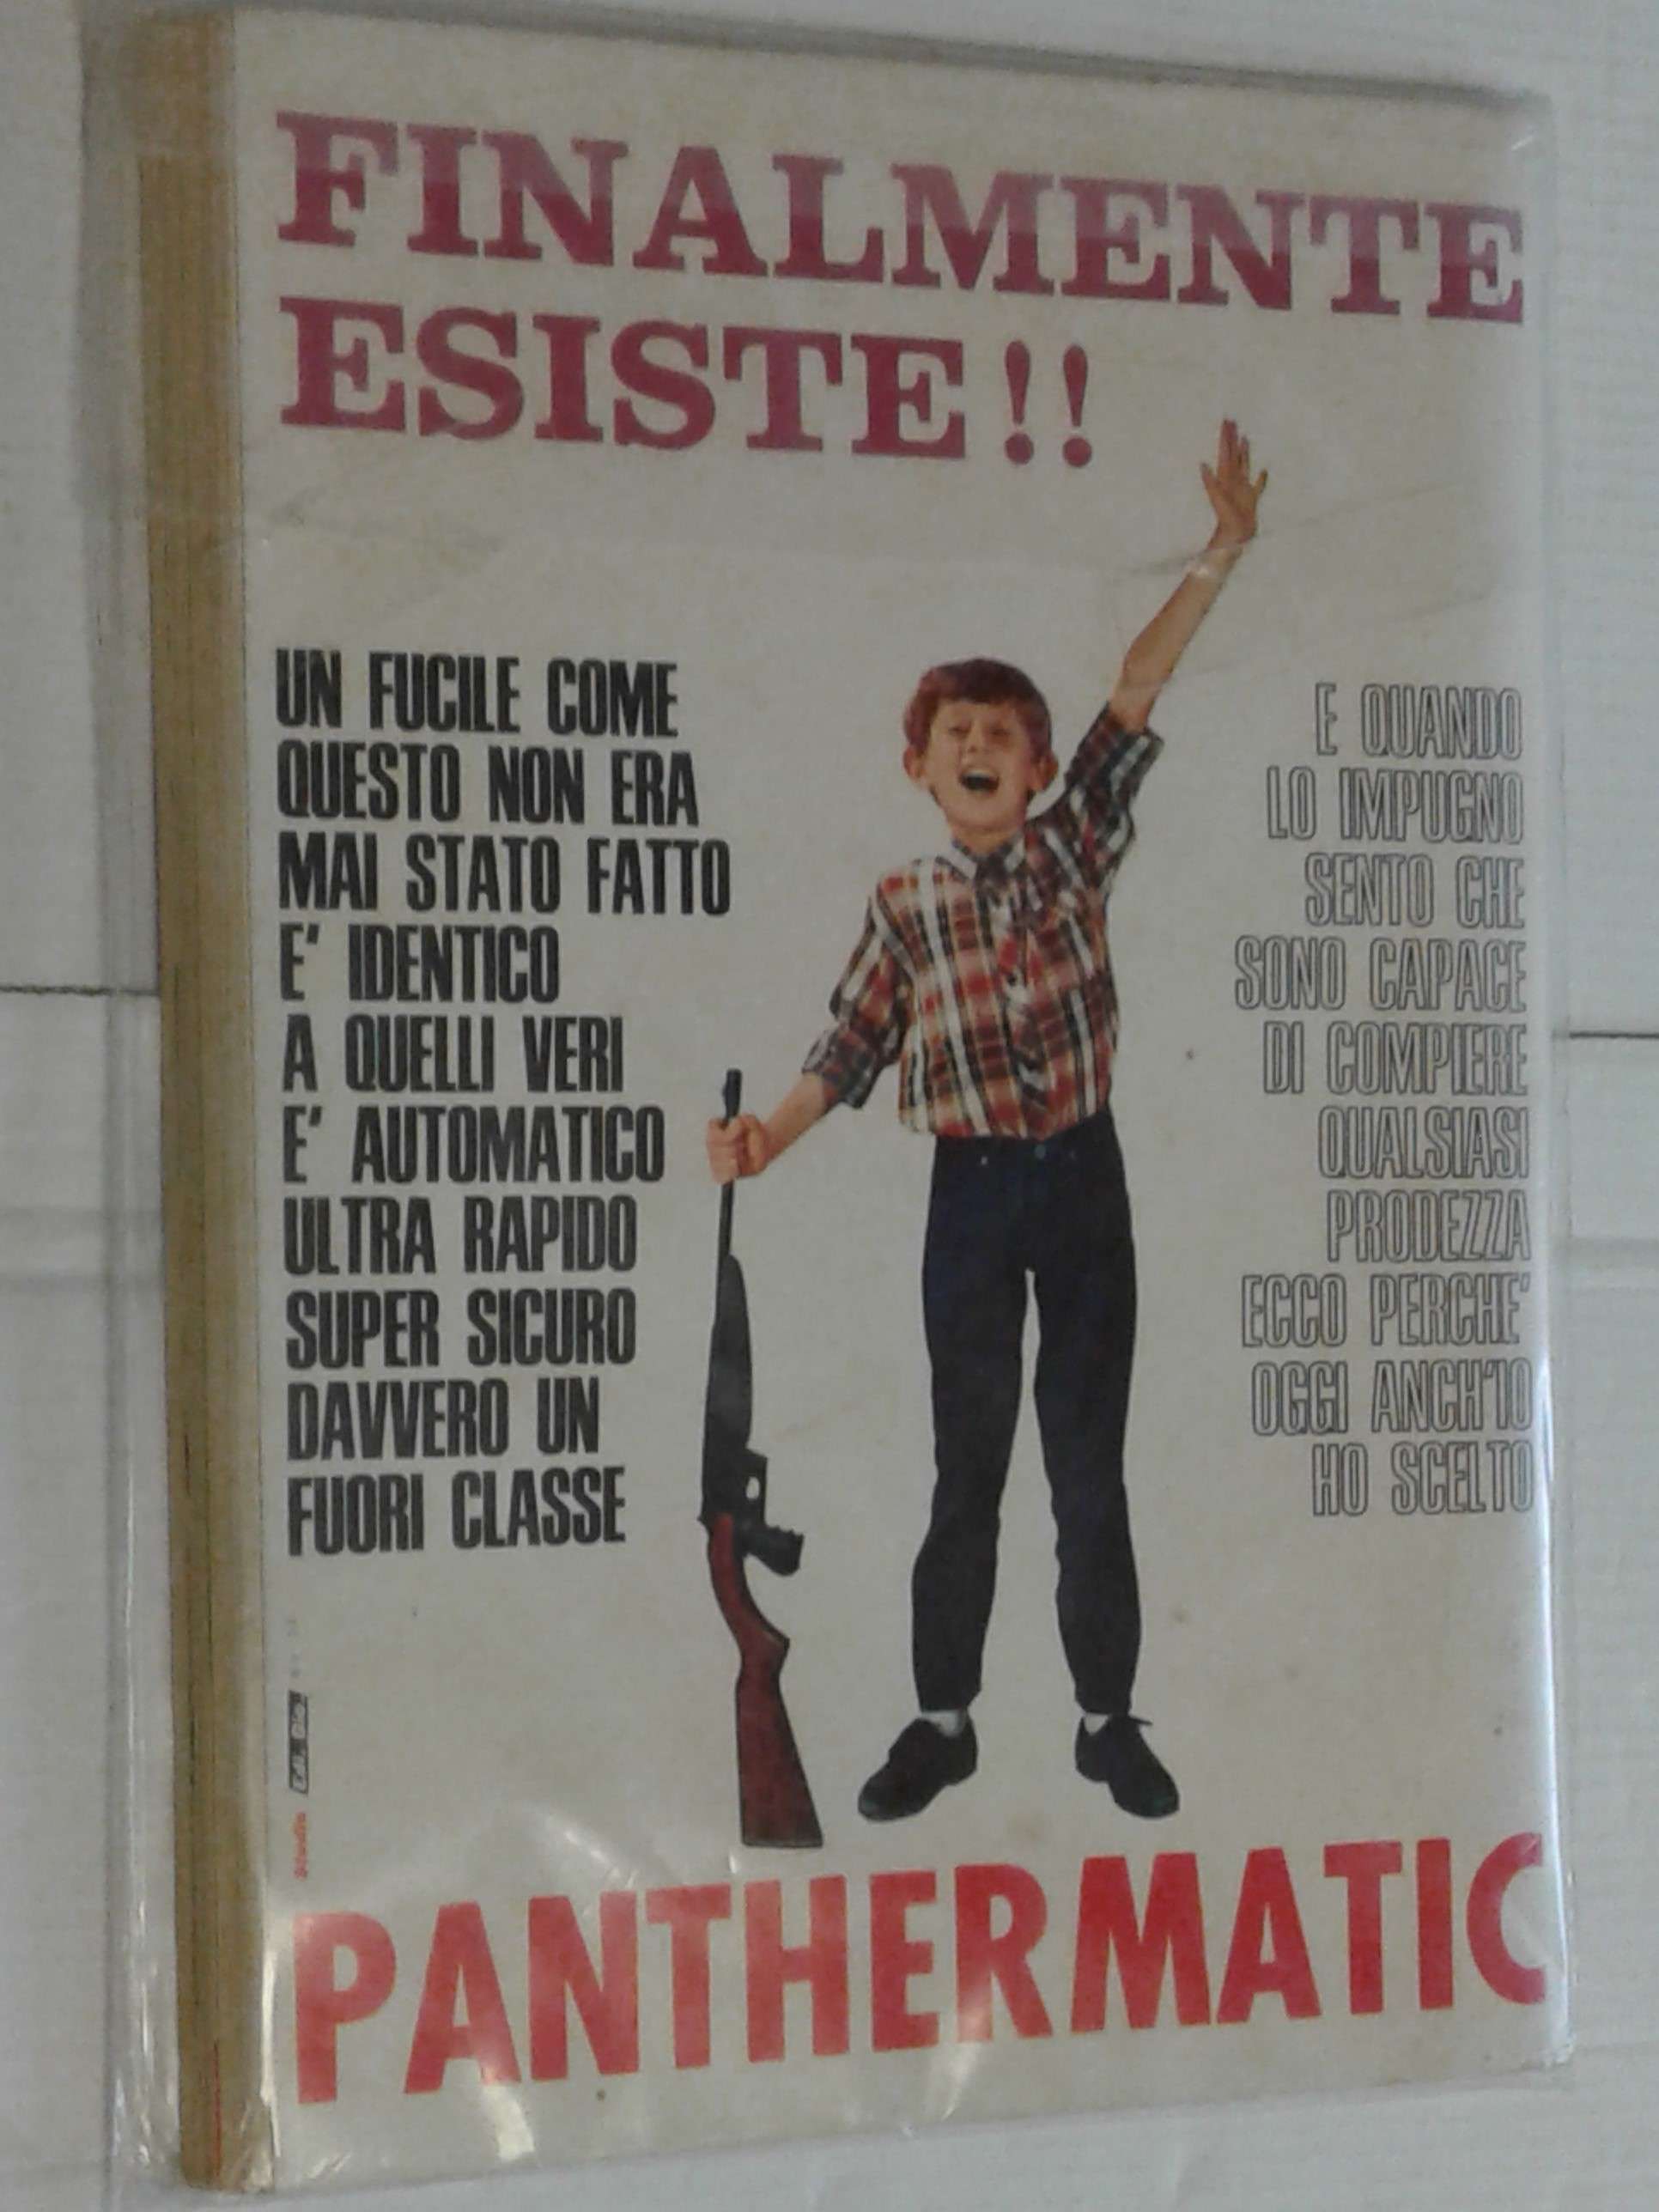 FINALMENTE
ESISTE!!
UN FUCILE COME
QUESTO NON ERA
MAI STATO FATTO
E' IDENTICO
A QUELLI VERI
E' AUTOMATICO
ULTRA RAPIDO
SUPER SICURO
DAVVERO UN
FUORI CLASSE
E QUANDO
LO IMPUGNO
SENTO CHE
SONO CAPACE
DI COMPIERE
QUALSIASI
PRODEZZA
ECCO PERCHE'
OGGI ANCH'IO
HO SCELTO
Studio
PANTHERMATIC